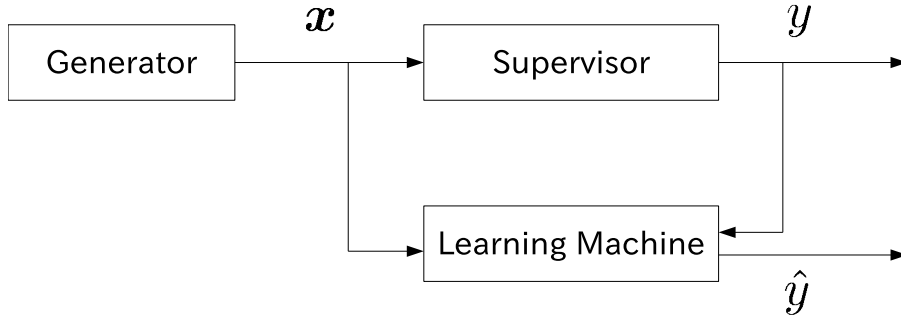 x
y
Generator
Supervisor
Learning Machine
ŷ